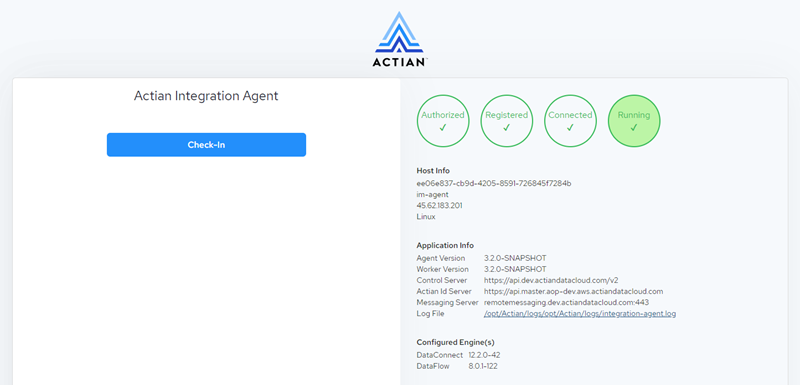 ACTIAN
Actian Integration Agent
Check-In
Authorized Registered Connected Running
✓ ✓ ✓ ✓
Host Info
ee06e837-cb9d-4205-8591-726845f7284b
im-agent
45.62.183.201
Linux
Application Info
Agent Version 3.2.0-SNAPSHOT
Worker Version 3.2.0-SNAPSHOT
Control Server https://api.dev.actiandatacloud.com/v2
Actian Id Server https://api.master.aop-dev.aws.actiandatacloud.com
Messaging Server remotemessaging.dev.actiandatacloud.com:443
Log File /opt/Actian/logs/opt/Actian/logs/integration-agent.log
Configured Engine(s)
DataConnect 12.2.0-42
DataFlow 8.0.1-122